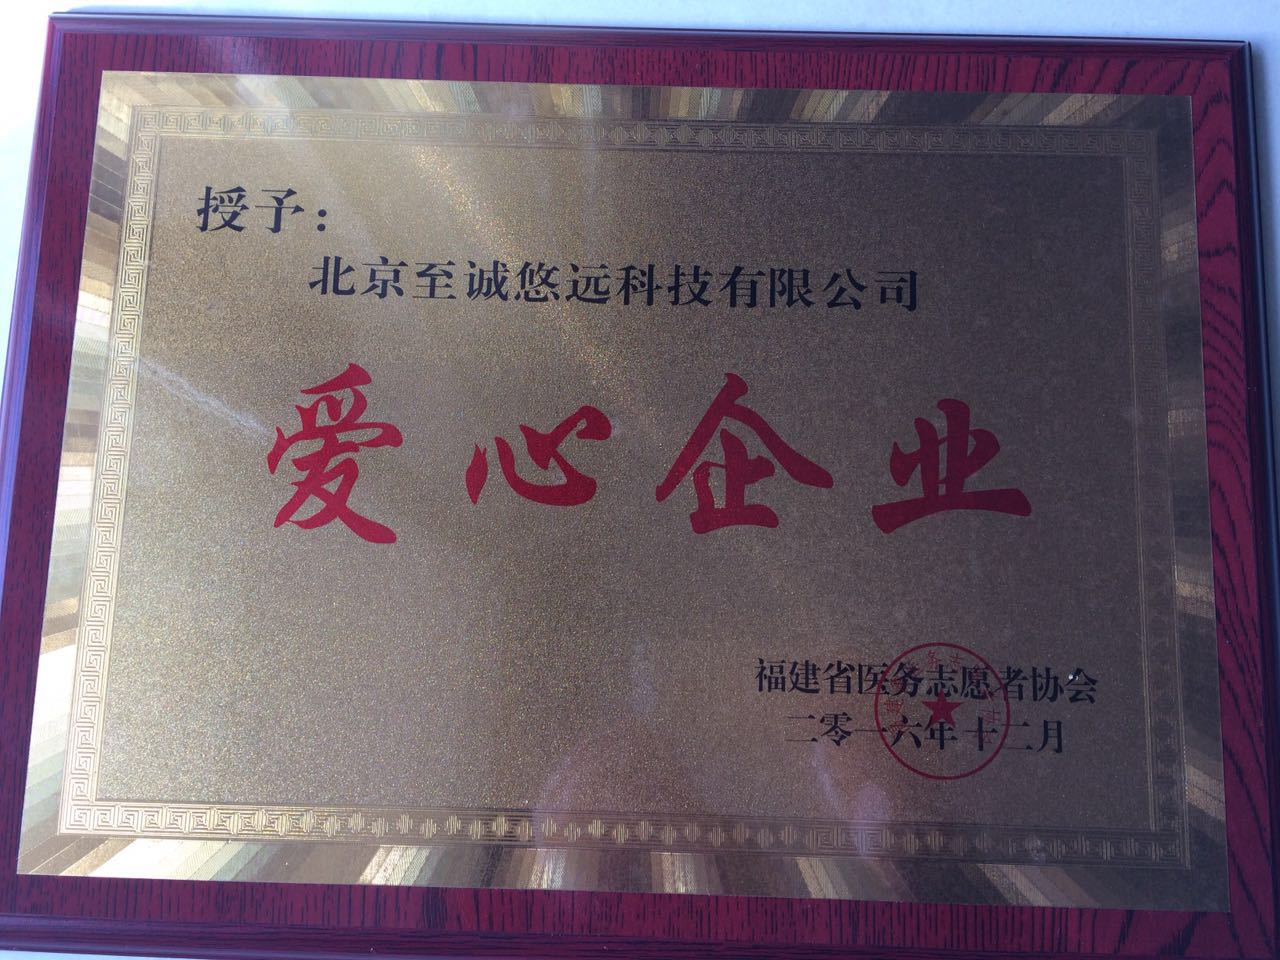 授予：
北京至诚悠远科技有限公司
爱心企业
福建省医务志愿者协会
二零一六年十二月